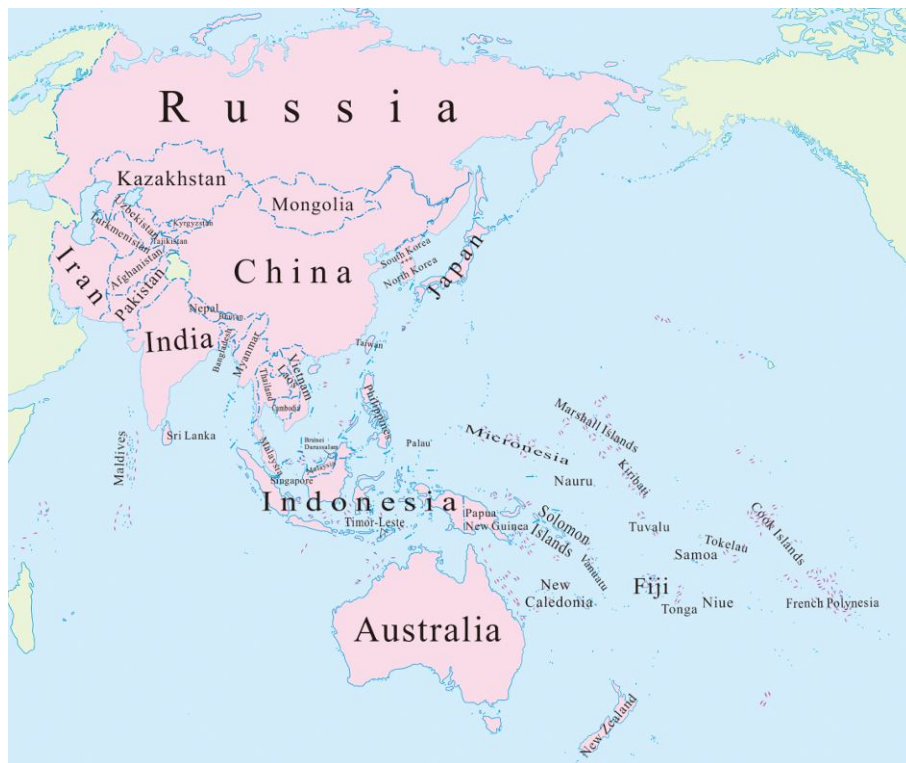 Russia
Kazakhstan
Mongolia
Uzbekistan
Kyrgyzstan
Turkmenistan
Tajikistan
South Korea
Afghanistan
North Korea
Japan
Iran
China
Pakistan
Nepal
Bhutan
India
Bangladesh
Myanmar
Taiwan
Vietnam
Laos
Thailand
Cambodia
Philippines
Marshall Islands
Sri Lanka
Maldives
Brunei
Darussalam
Palau
Micronesia
Malaysia
Malaysia
Singapore
Nauru
Kiribati
Indonesia
Timor-Leste
Papua
New Guinea
Solomon
Islands
Tuvalu
Cook Islands
Samoa
Tokelau
Vanuatu
New
Caledonia
Fiji
Tonga
Niue
French Polynesia
Australia
New Zealand